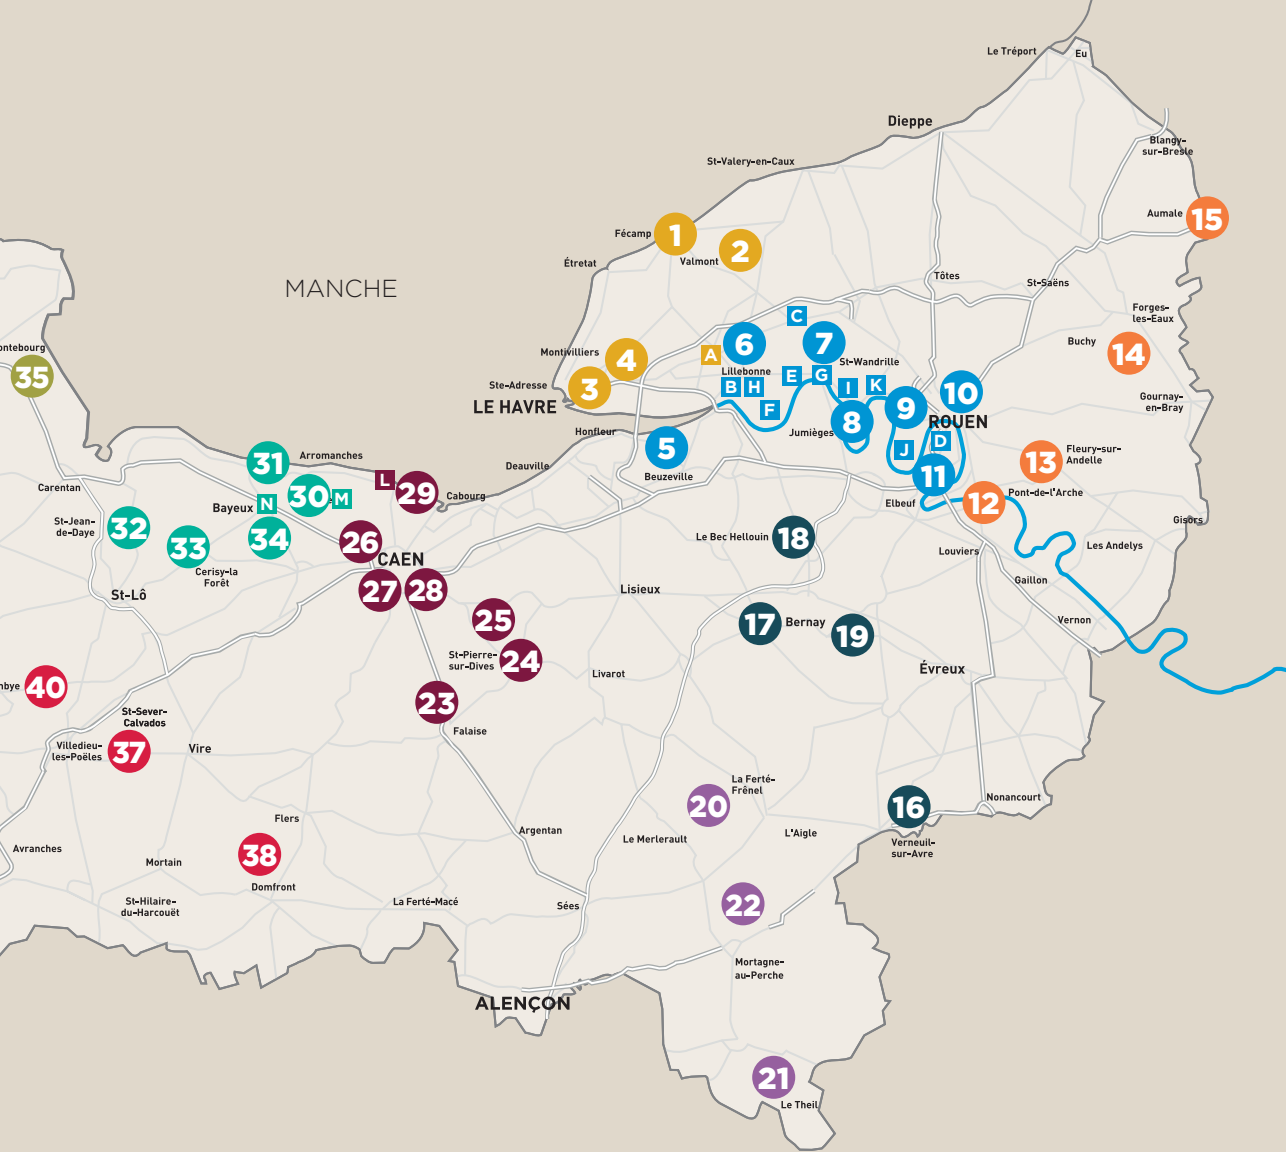 Le Tréport
Eu
Dieppe
Blangy-
sur-Bresle
St-Valery-en-Caux
Aumale
15
Fécamp
1
2
Valmont
Étretat
MANCHE
Tôtes
St-Saëns
Forges-
les-Eaux
C
Buchy
14
ontebourg
35
Montivilliers
4
A
6
7
St-Wandrille
Lillebonne
Ste-Adresse
3
B
H
E
G
I
K
LE HAVRE
F
9
10
ROUEN
Gournay-
en-Bray
Honfleur
Jumièges
8
J
D
5
Beuzeville
Deauville
11
13
Fleury-sur-
Andelle
31
Arromanches
Carentan
Bayeux
N
30
M
L
29
Cabourg
Elbeuf
12
Pont-de-l'Arche
St-Jean-
de-Daye
32
33
34
26
CAEN
Le Bec Hellouin
18
Gisors
Louviers
Les Andelys
Cerisy-la
Forêt
St-Lô
27
28
Lisieux
Gaillon
25
17
Bernay
19
Vernon
St-Pierre-
sur-Dives
24
Livarot
Évreux
nbye
40
23
Falaise
St-Sever-
Calvados
Villedieu-
les-Poëles
37
Vire
20
La Ferté-
Frênel
16
Nonancourt
Flers
Argentan
Le Merlerault
L'Aigle
Verneuil-
sur-Avre
Avranches
Mortain
38
Domfront
St-Hilaire-
du-Harcouët
La Ferté-Macé
Sées
22
Mortagne-
au-Perche
ALENÇON
21
Le Theil